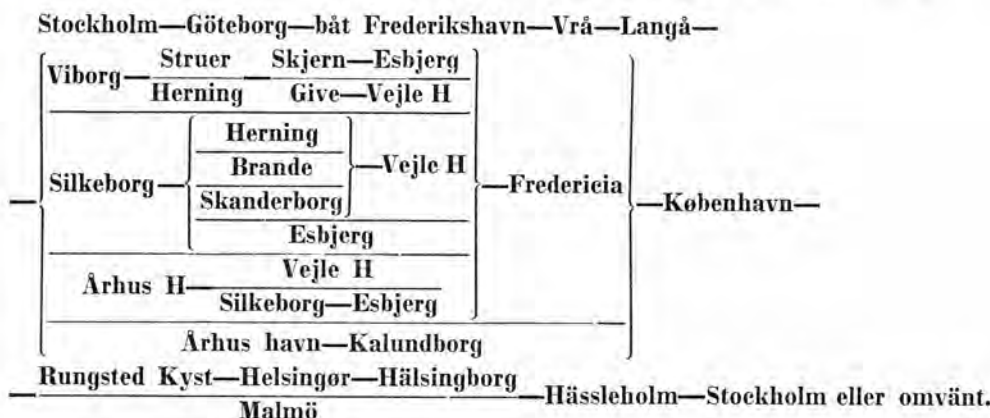 Stockholm—Göteborg—båt Frederikshavn—Vrå—Langå—
Viborg—Struer—Skjern—Esbjerg
Herning Give—Vejle H
Silkeborg—Herning
Brande—Vejle H
Skanderborg
Esbjerg
—Fredericia
—København—
Århus H—Vejle H
Silkeborg—Esbjerg
Århus havn—Kalundborg
—Rungsted Kyst—Helsingør—Hälsingborg
Malmö
—Hässleholm—Stockholm eller omvänt.